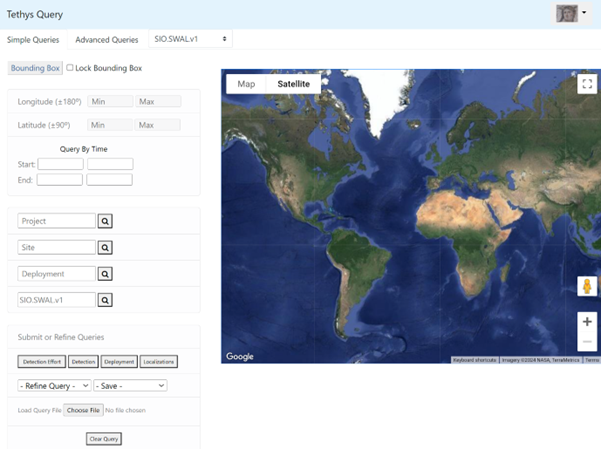 Tethys Query
Simple Queries Advanced Queries SIO.SWAL.v1
Bounding Box Lock Bounding Box
Longitude (±180º) Min Max
Latitude (±90º) Min Max
Query By Time
Start:
End:
Project
Site
Deployment
SIO.SWAL.v1
Submit or Refine Queries
Detection Effort Detection Deployment Localizations
- Refine Query - - Save -
Load Query File Choose File No file chosen
Clear Query
Map Satellite
Google
Keyboard shortcuts Imagery ©2024 NASA, TerraMetrics Terms